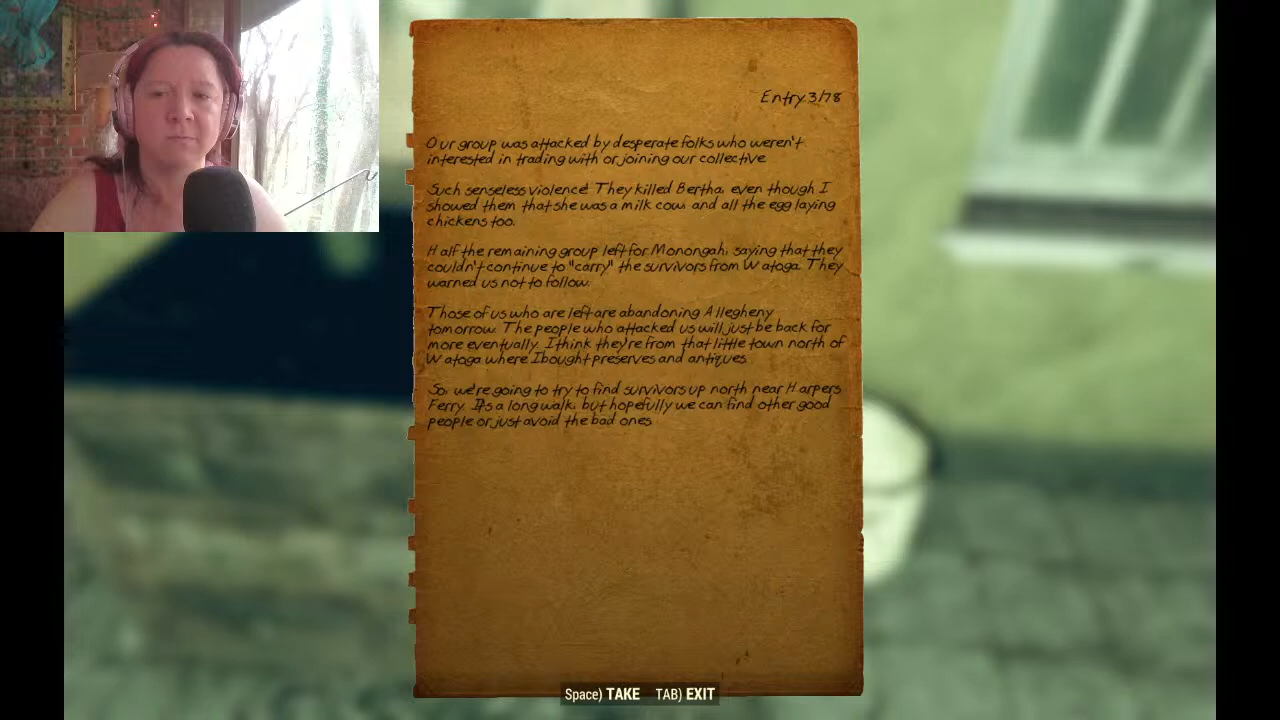 Entry 3/78
Our group was attacked by desperate folks who weren't
interested in trading with or joining our collective.
Such senseless violence! They killed Bertha, even though I
showed them that she was a milk cow, and all the egg laying
chickens too.
Half the remaining group left for Monongah, saying that they
couldn't continue to "carry" the survivors from Watoga. They
warned us not to follow.
Those of us who are left are abandoning Allegheny
tomorrow. The people who attacked us will just be back for
more eventually. I think they're from that little town north of
Watoga where I bought preserves and antiques.
So, we're going to try to find survivors up north near Harpers
Ferry. It's a long walk, but hopefully we can find other good
people or just avoid the bad ones.
Space) TAKE TAB) EXIT